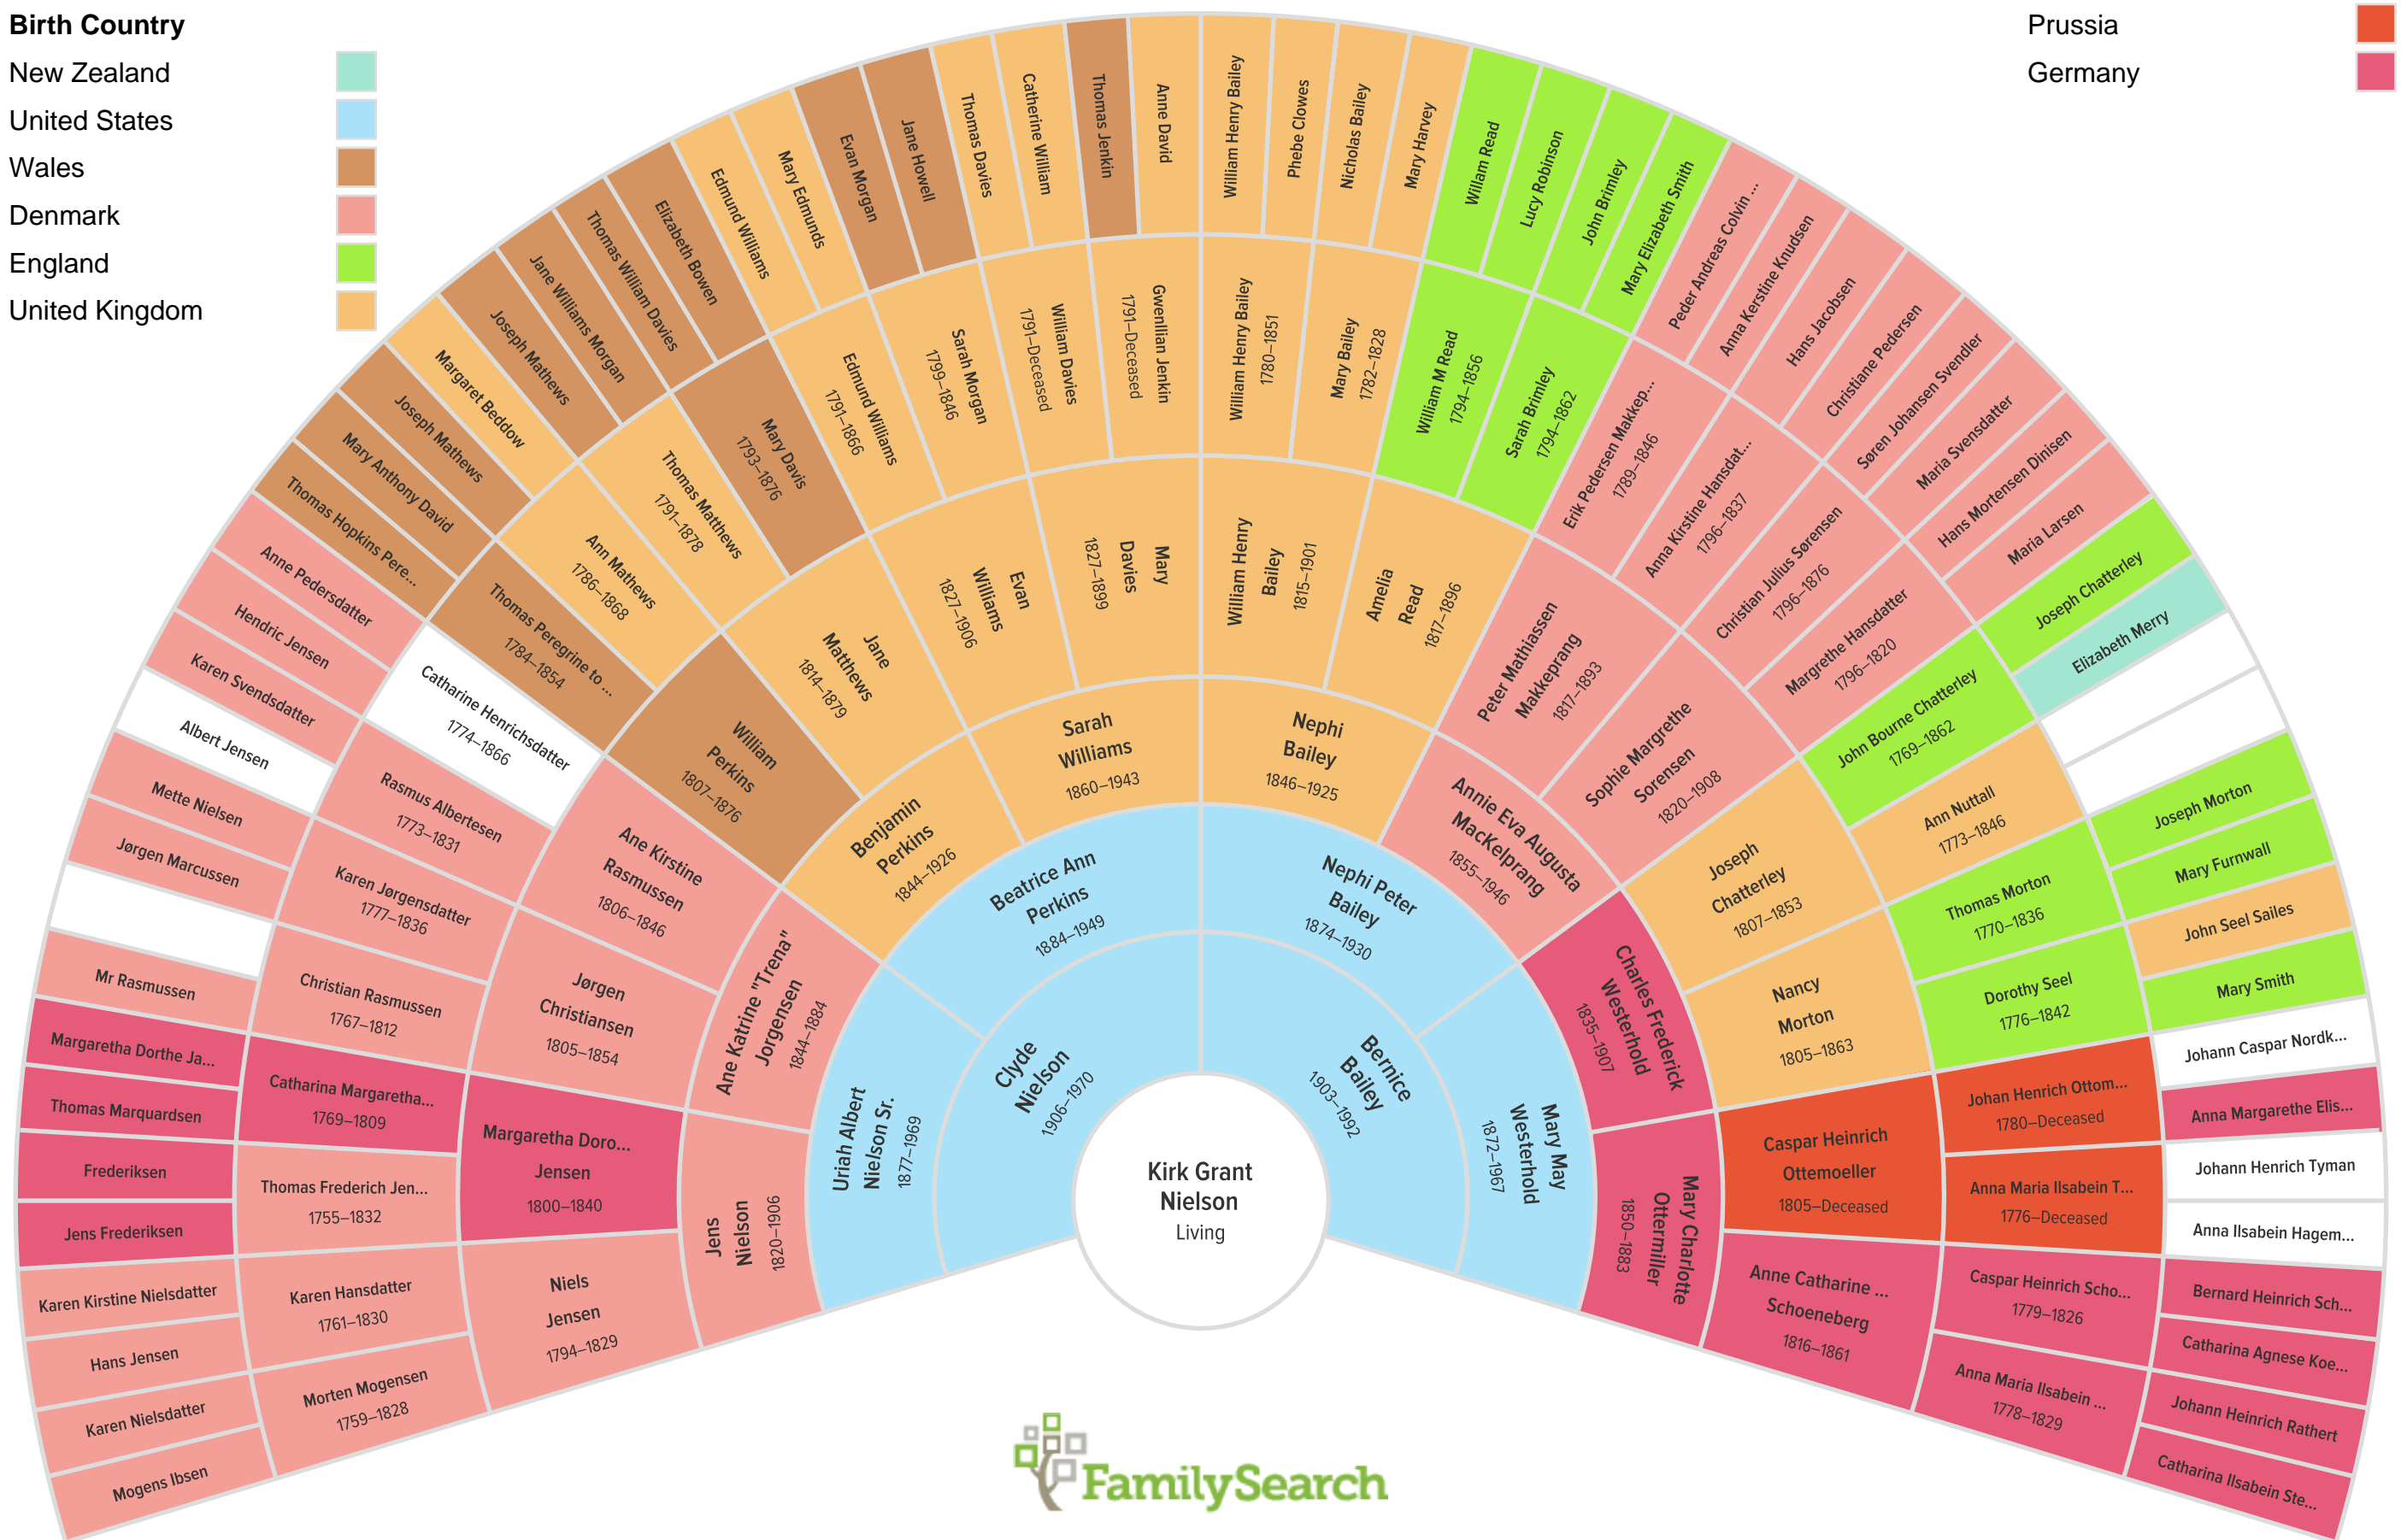 Birth Country
New Zealand
United States
Wales
Denmark
England
United Kingdom
Prussia
Germany
Kirk Grant
Nielson
Living
Clyde
Nielson
1906–1970
Bernice
Bailey
1903–1992
Uriah Albert
Nielson Sr.
1877–1969
Beatrice Ann
Perkins
1884–1949
Nephi Peter
Bailey
1874–1930
Mary May
Westerhold
1872–1967
Jens
Nielson
1820–1906
Ane Katrine "Trena"
Jorgensen
1844–1884
Benjamin
Perkins
1844–1926
Sarah
Williams
1860–1943
Nephi
Bailey
1846–1925
Annie Eva Augusta
MacKelprang
1855–1946
Charles Frederick
Westerhold
1835–1907
Mary Charlotte
Ottermiller
1850–1883
Niels
Jensen
1794–1829
Margaretha Doro...
Jensen
1800–1840
Jørgen
Christiansen
1805–1854
Ane Kirstine
Rasmussen
1806–1846
William
Perkins
1807–1876
Jane
Matthews
1814–1879
Evan
Williams
1827–1906
Mary
Davies
1827–1899
William Henry
Bailey
1815–1901
Amelia
Read
1817–1896
Peter Mathiassen
Makkeprang
1817–1893
Sophie Margrethe
Sorensen
1820–1908
Joseph
Chatterley
1807–1853
Nancy
Morton
1805–1863
Caspar Heinrich
Ottemoeller
1805–Deceased
Anne Catharine ...
Schoeneberg
1816–1861
Morten Mogensen
1759–1828
Karen Hansdatter
1761–1830
Thomas Frederich Jen...
1755–1832
Catharina Margaretha...
1769–1809
Christian Rasmussen
1767–1812
Karen Jørgensdatter
1777–1836
Rasmus Albertesen
1773–1831
Catharine Henrichsdatter
1774–1866
Thomas Peregrine to ...
1784–1854
Ann Mathews
1786–1868
Thomas Matthews
1791–1878
Mary Davis
1793–1876
Edmund Williams
1791–1866
Sarah Morgan
1799–1846
William Davies
1791–Deceased
Gwenllian Jenkin
1791–Deceased
William Henry Bailey
1780–1851
Mary Bailey
1782–1828
William M Read
1794–1856
Sarah Brimley
1794–1862
Erik Pedersen Makkep...
1789–1846
Anna Kirstine Hansdat...
1796–1837
Christian Julius Sørensen
1796–1876
Margrethe Hansdatter
1796–1820
John Bourne Chatterley
1769–1862
Ann Nuttall
1773–1846
Thomas Morton
1770–1836
Dorothy Seel
1776–1842
Johan Henrich Ottom...
1780–Deceased
Anna Maria Ilsabein T...
1776–Deceased
Caspar Heinrich Scho...
1779–1826
Anna Maria Ilsabein ...
1778–1829
Mogens Ibsen
Karen Nielsdatter
Hans Jensen
Karen Kirstine Nielsdatter
Jens Frederiksen
Frederiksen
Thomas Marquardsen
Margaretha Dorthe Ja...
Mr Rasmussen
Jørgen Marcussen
Mette Nielsen
Albert Jensen
Karen Svendsdatter
Hendric Jensen
Anne Pedersdatter
Thomas Hopkins Pere...
Mary Anthony David
Joseph Mathews
Margaret Beddow
Joseph Mathews
Jane Williams Morgan
Thomas William Davies
Elizabeth Bowen
Edmund Williams
Mary Edmunds
Evan Morgan
Jane Howell
Thomas Davies
Catherine William
Thomas Jenkin
Anne David
William Henry Bailey
Phebe Clowes
Nicholas Bailey
Mary Harvey
Willam Read
Lucy Robinson
John Brimley
Mary Elizabeth Smith
Peder Andreas Colvin ...
Anna Kerstine Knudsen
Hans Jacobsen
Christiane Pedersen
Søren Johansen Svendler
Maria Svensdatter
Hans Mortensen Dinisen
Maria Larsen
Joseph Chatterley
Elizabeth Merry
Joseph Morton
Mary Furnwall
John Seel Sailes
Mary Smith
Johann Caspar Nordk...
Anna Margarethe Elis...
Johann Henrich Tyman
Anna Ilsabein Hagem...
Bernard Heinrich Sch...
Catharina Agnese Koe...
Johann Heinrich Rathert
Catharina Ilsabein Ste...
FamilySearch